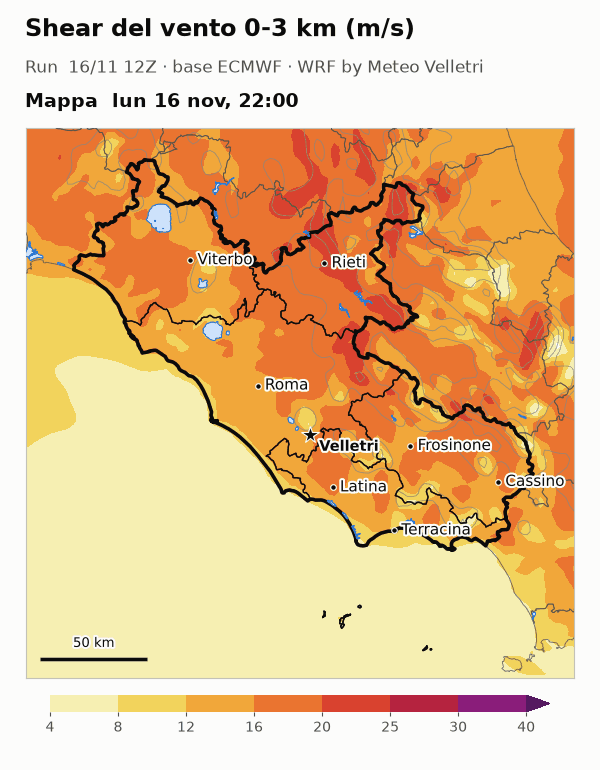 Shear del vento 0-3 km (m/s)
Run 16/11 12Z · base ECMWF · WRF by Meteo Velletri
Mappa lun 16 nov, 22:00
Viterbo
Rieti
Roma
Velletri
Frosinone
Latina
Cassino
Terracina
50 km
4 8 12 16 20 25 30 40